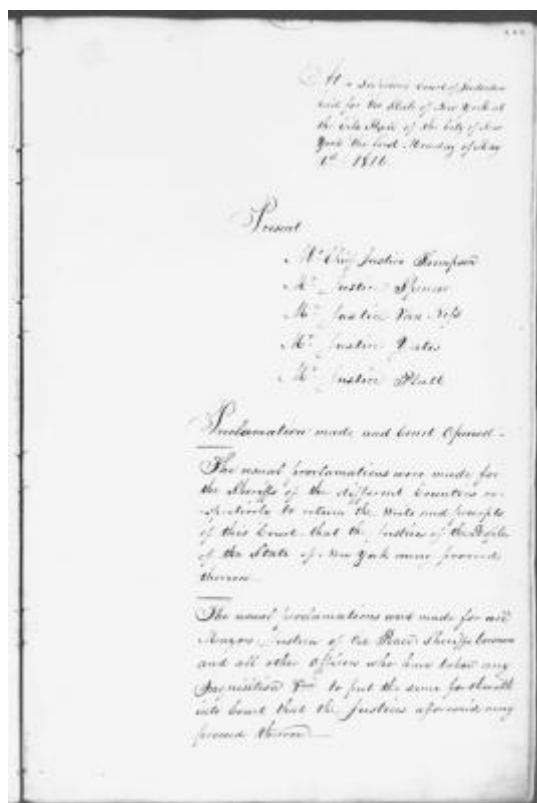 At a Supreme Court of Judicature
held for the State of New York at
the City Hall of the City of New
York the first Monday of May
1st 1816
Present
Mr. Chief Justice Thompson
Mr. Justice Spencer
Mr. Justice Van Ness
Mr. Justice Yates
Mr. Justice Platt
Proclamation made and Court Opened
The usual proclamations were made for
the Sheriffs of the different Counties re-
spectively to return the Writs and precepts
of this Court that the Justices of the People
of the State of New York may proceed
thereon
The usual proclamations were made for all
Mayors Justices of the Peace Sheriffs Coroners
and all other Officers who have taken any
Inquisition to put the same forthwith
into Court that the Justices aforesaid may
proceed thereon